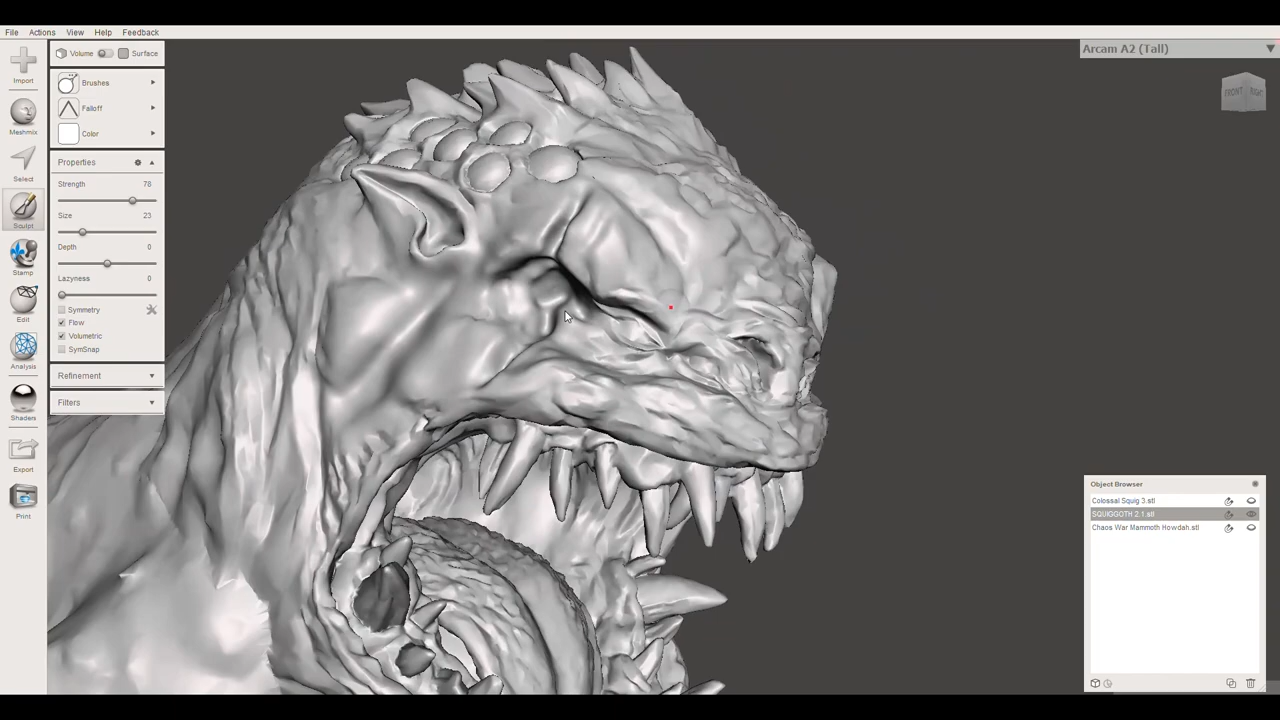 File Actions View Help Feedback
Arcam A2 (Tall)
Import
Meshmix
Select
Sculpt
Stamp
Edit
Analysis
Shaders
Export
Print
Volume Surface
Brushes
Falloff
Color
Properties
Strength 78
Size 23
Depth 0
Lazyness 0
Symmetry
Flow
Volumetric
SymSnap
Refinement
Filters
FRONT RIGHT
Object Browser
Colossal Squig 3.stl
SQUIGGOTH 2.1.stl
Chaos War Mammoth Howdah.stl